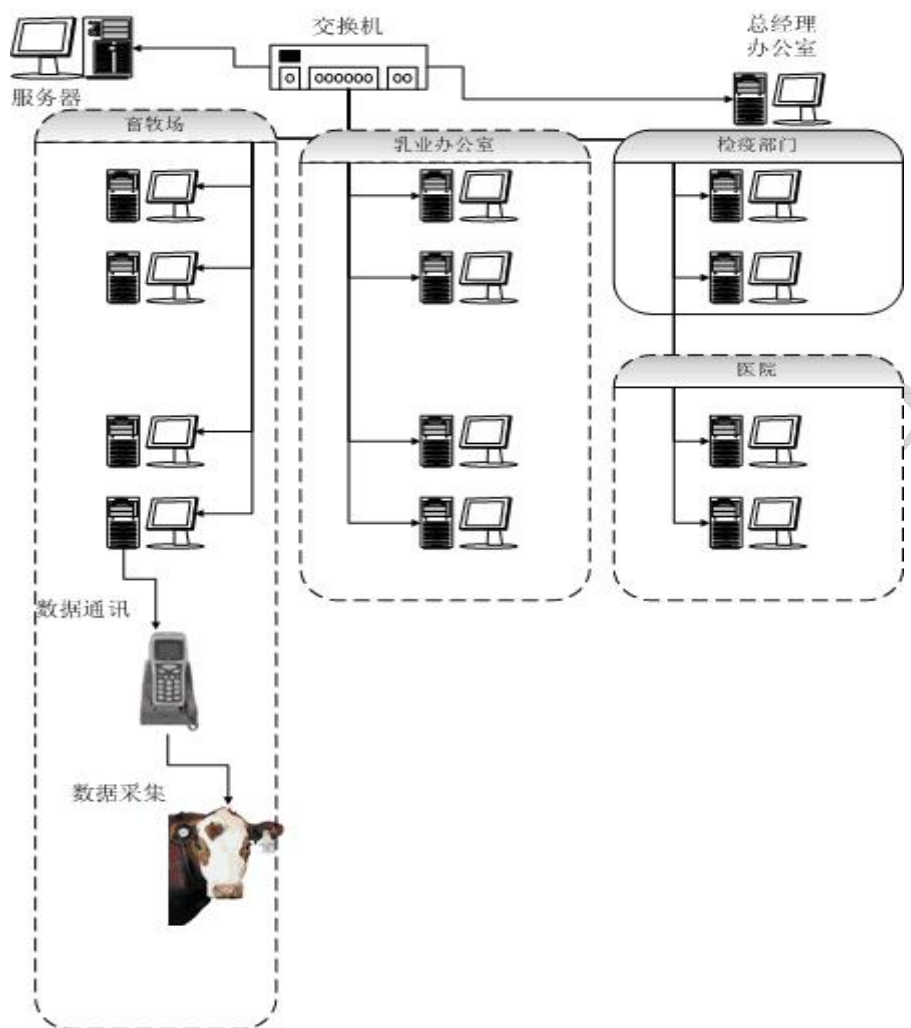 交换机
总经理
办公室
服务器
畜牧场
乳业办公室
检疫部门
医院
数据通讯
数据采集